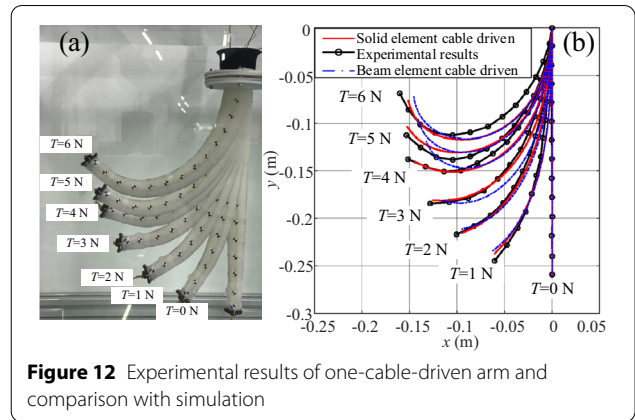 (a)
T=6 N
T=5 N
T=4 N
T=3 N
T=2 N
T=1 N
T=0 N
(b)
Solid element cable driven
Experimental results
Beam element cable driven
0
-0.05
-0.1
-0.15
-0.2
-0.25
-0.3
y (m)
T=6 N
T=5 N
T=4 N
T=3 N
T=2 N
T=1 N
T=0 N
-0.25
-0.2
-0.15
-0.1
-0.05
0
0.05
x (m)
Figure 12 Experimental results of one-cable-driven arm and
comparison with simulation